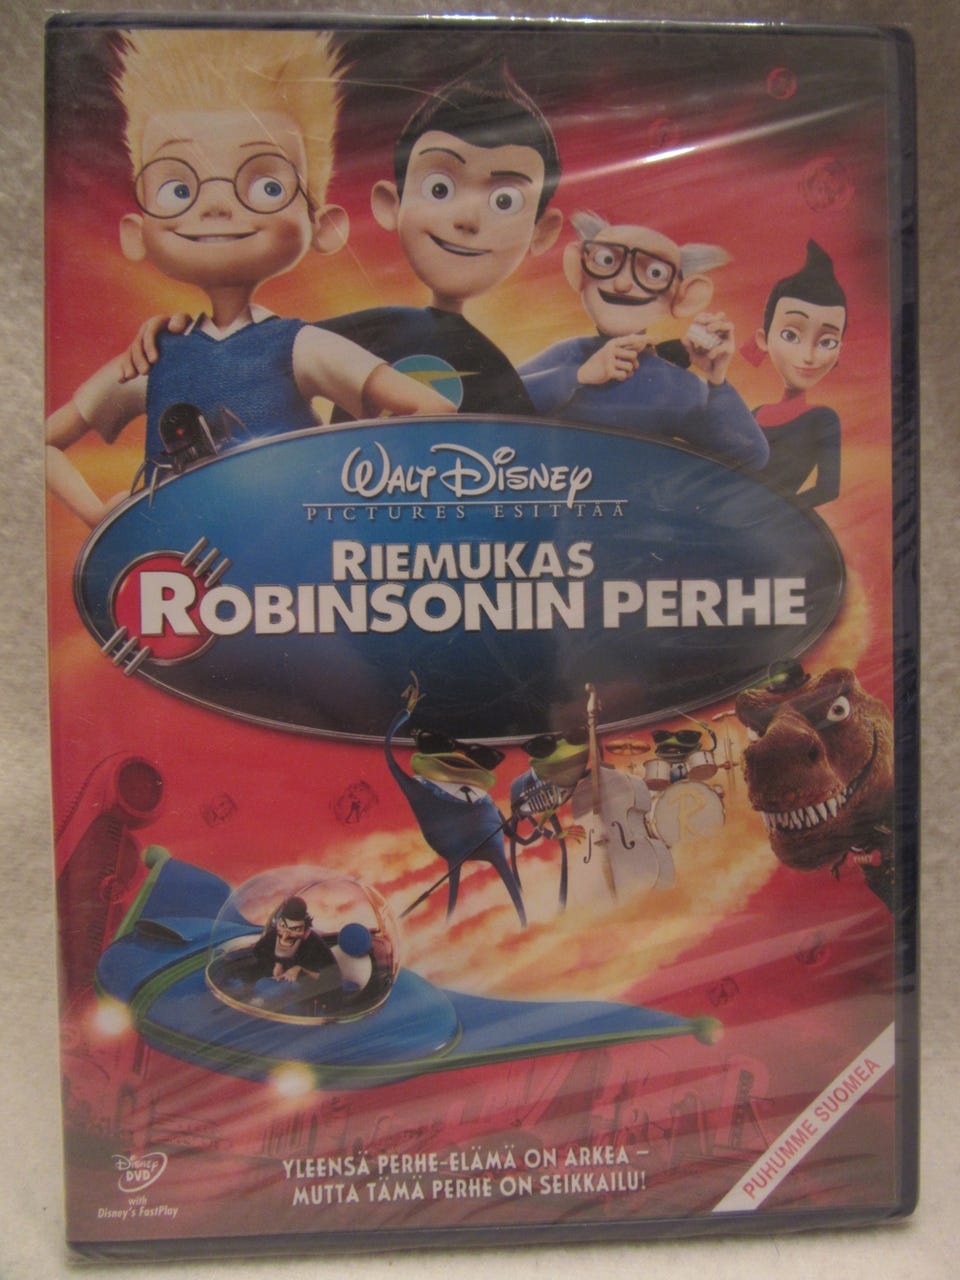 WALT DISNEY
PICTURES ESITTÄÄ
RIEMUKAS
ROBINSONIN PERHE
R
TINY
YLEENSÄ PERHE-ELÄMÄ ON ARKEA –
MUTTA TÄMÄ PERHE ON SEIKKAILU!
DISNEY
DVD
with
Disney's FastPlay
PUHUMME SUOMEA